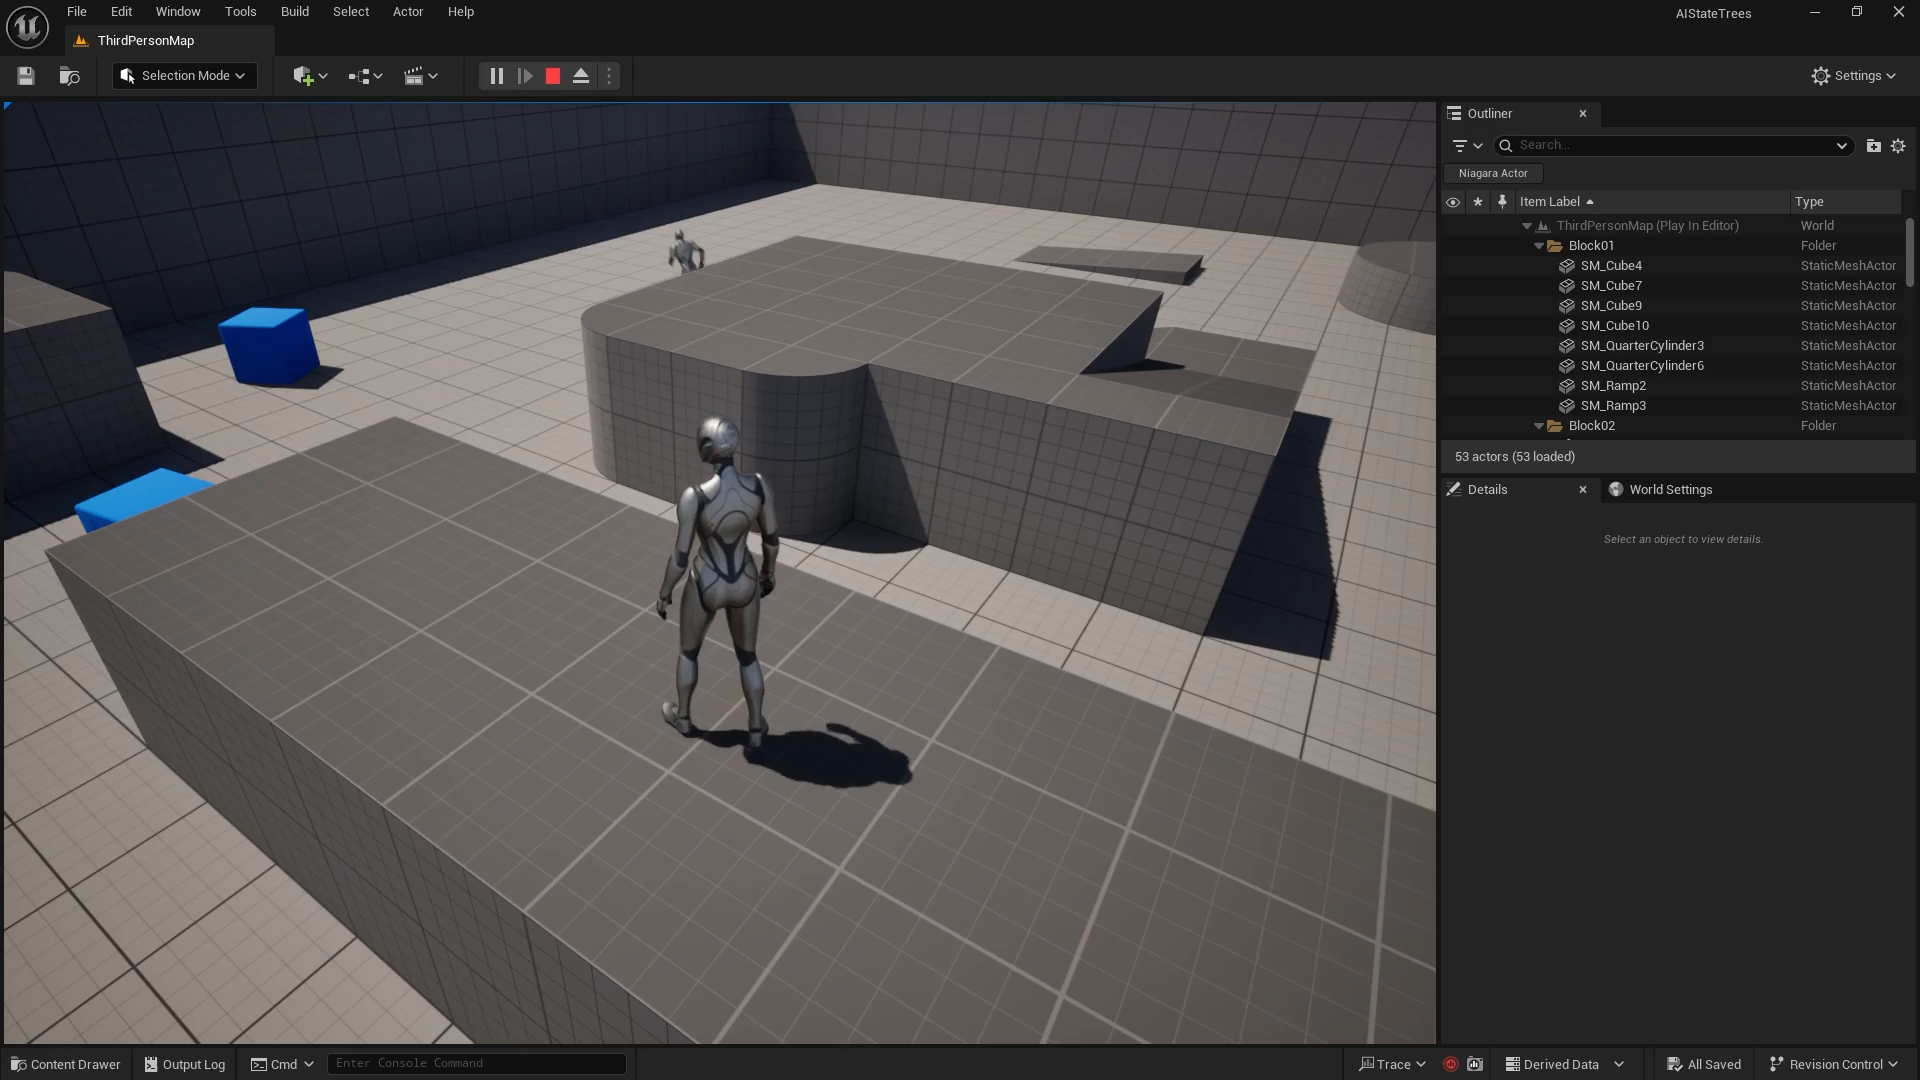 File Edit Window Tools Build Select Actor Help
AIStateTrees
ThirdPersonMap
Selection Mode
Settings
Outliner
Search...
Niagara Actor
Item Label Type
ThirdPersonMap (Play In Editor) World
Block01 Folder
SM_Cube4 StaticMeshActor
SM_Cube7 StaticMeshActor
SM_Cube9 StaticMeshActor
SM_Cube10 StaticMeshActor
SM_QuarterCylinder3 StaticMeshActor
SM_QuarterCylinder6 StaticMeshActor
SM_Ramp2 StaticMeshActor
SM_Ramp3 StaticMeshActor
Block02 Folder
53 actors (53 loaded)
Details World Settings
Select an object to view details.
Content Drawer Output Log Cmd Enter Console Command Trace Derived Data All Saved Revision Control